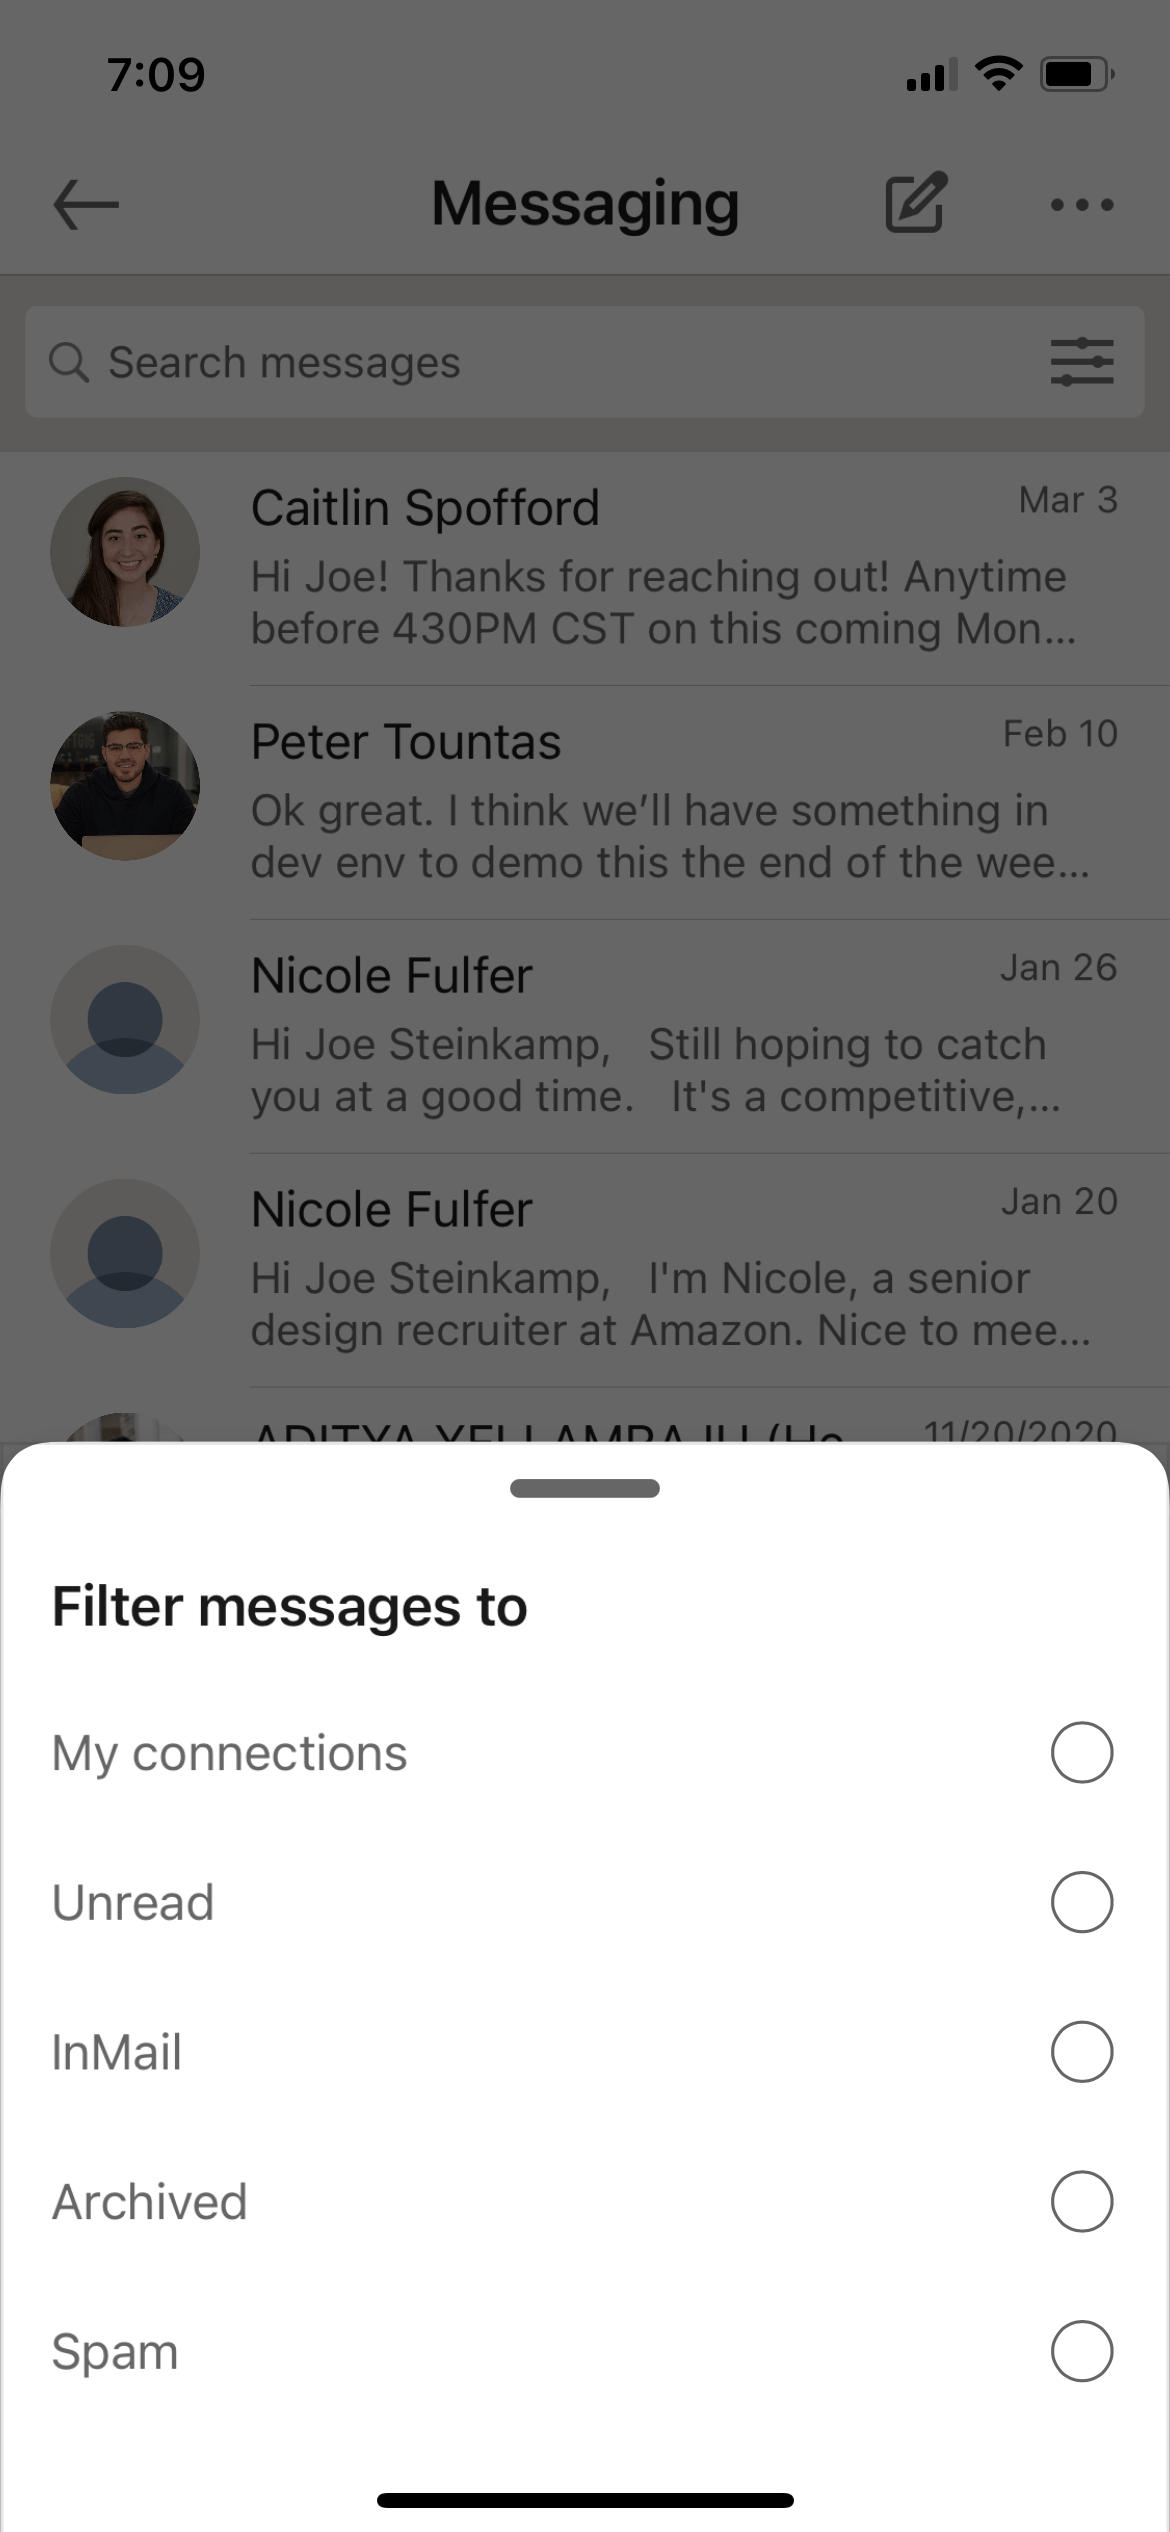 7:09
Messaging
Search messages
Caitlin Spofford
Mar 3
Hi Joe! Thanks for reaching out! Anytime
before 430PM CST on this coming Mon...
Peter Tountas
Feb 10
Ok great. I think we’ll have something in
dev env to demo this the end of the wee...
Nicole Fulfer
Jan 26
Hi Joe Steinkamp,   Still hoping to catch
you at a good time.   It's a competitive,...
Nicole Fulfer
Jan 20
Hi Joe Steinkamp,   I'm Nicole, a senior
design recruiter at Amazon. Nice to mee...
ADITYA YELLAMRAJU (He
11/20/2020
Filter messages to
My connections
Unread
InMail
Archived
Spam